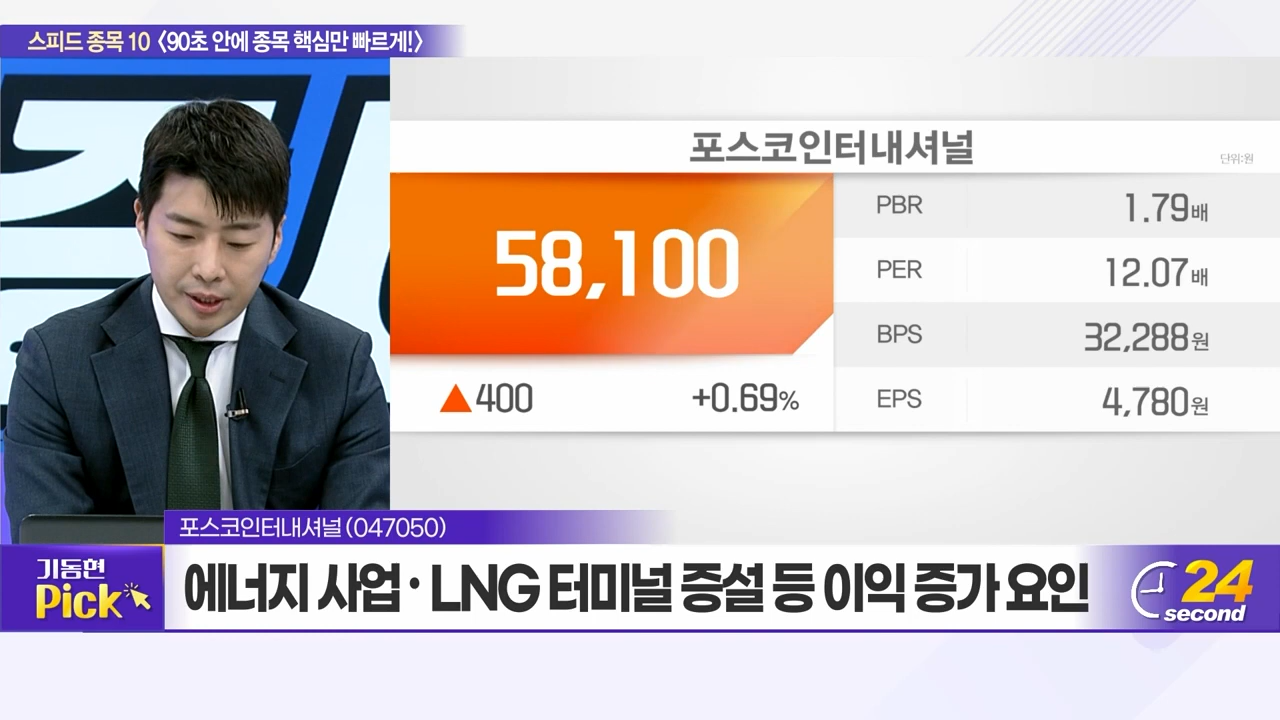 스피드 종목 10 〈90초 안에 종목 핵심만 빠르게!〉
포스코인터내셔널
단위:원
58,100
▲400 +0.69%
PBR 1.79배
PER 12.07배
BPS 32,288원
EPS 4,780원
포스코인터내셔널(047050)
기동현
Pick
에너지 사업·LNG 터미널 증설 등 이익 증가 요인
24
second